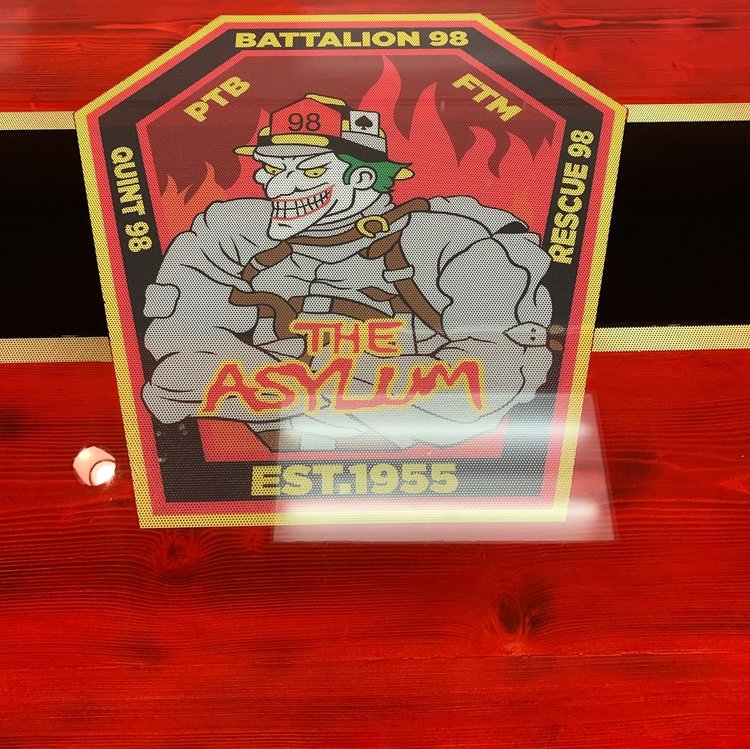 BATTALION 98
PTB
FTM
98
QUINT 98
RESCUE 98
THE
ASYLUM
EST.1955